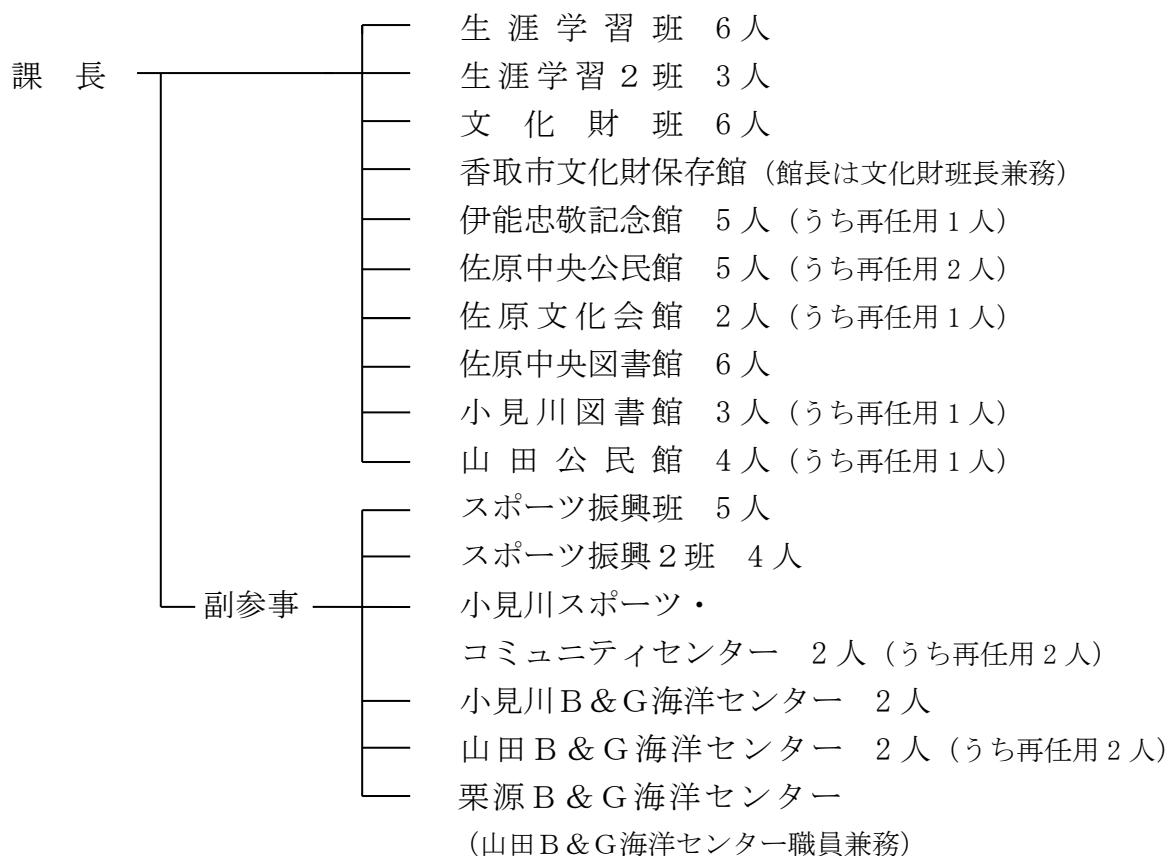 生涯学習班 6人
課長
生涯学習２班 3人
文化財班 6人
香取市文化財保存館（館長は文化財班長兼務）
伊能忠敬記念館 5人（うち再任用1人）
佐原中央公民館 5人（うち再任用2人）
佐原文化会館 2人（うち再任用1人）
佐原中央図書館 6人
小見川図書館 3人（うち再任用1人）
山田公民館 4人（うち再任用1人）
スポーツ振興班 5人
スポーツ振興２班 4人
副参事
小見川スポーツ・
コミュニティセンター 2人（うち再任用2人）
小見川Ｂ＆Ｇ海洋センター 2人
山田Ｂ＆Ｇ海洋センター 2人（うち再任用2人）
栗源Ｂ＆Ｇ海洋センター
（山田Ｂ＆Ｇ海洋センター職員兼務）